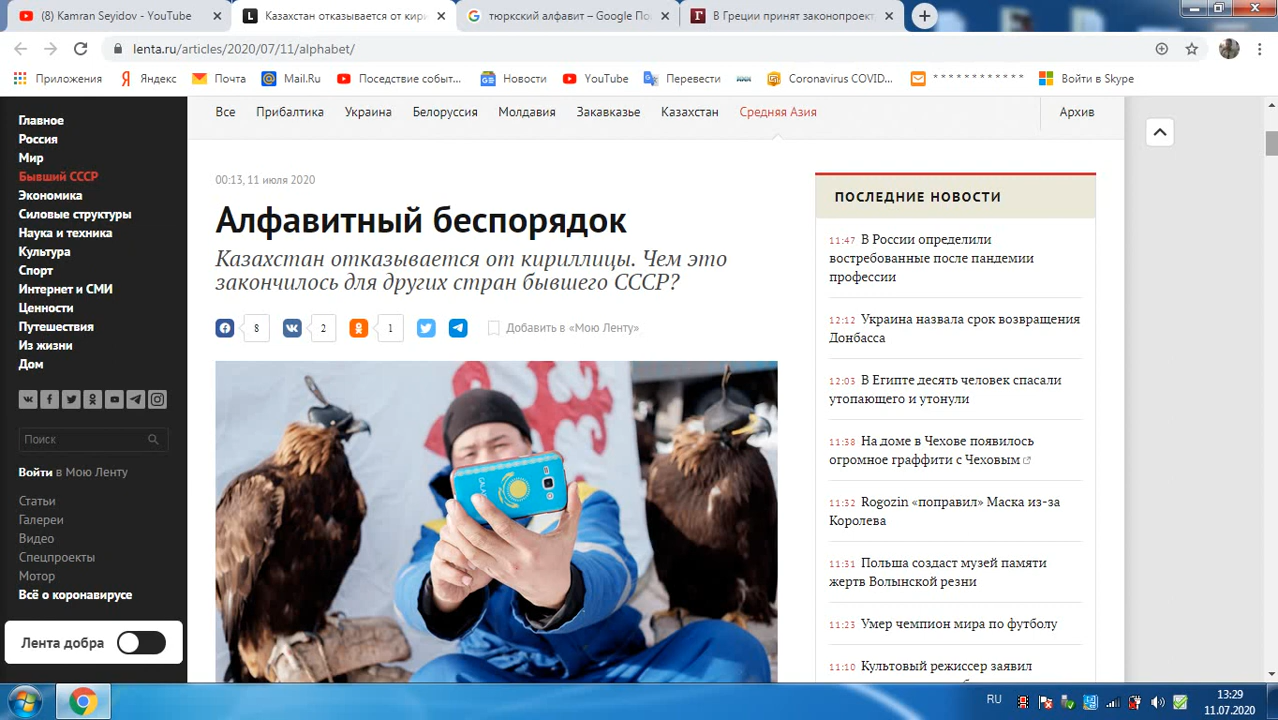 (8) Kamran Seyidov - YouTube
Казахстан отказывается от кири
тюркский алфавит – Google По
В Греции принят законопроект
lenta.ru/articles/2020/07/11/alphabet/
Приложения
Яндекс
Почта
Mail.Ru
Поседствие событ...
Новости
YouTube
Перевести
Coronavirus COVID...
* * * * * * * * * * * *
Войти в Skype
Главное
Россия
Мир
Бывший СССР
Экономика
Силовые структуры
Наука и техника
Культура
Спорт
Интернет и СМИ
Ценности
Путешествия
Из жизни
Дом
Поиск
Войти в Мою Ленту
Статьи
Галереи
Видео
Спецпроекты
Мотор
Всё о коронавирусе
Лента добра
Все Прибалтика Украина Белоруссия Молдавия Закавказье Казахстан Средняя Азия Архив
00:13, 11 июля 2020
Алфавитный беспорядок
Казахстан отказывается от кириллицы. Чем это
закончилось для других стран бывшего СССР?
8 2 1 Добавить в «Мою Ленту»
ПОСЛЕДНИЕ НОВОСТИ
11:47 В России определили
востребованные после пандемии
профессии
12:12 Украина назвала срок возвращения
Донбасса
12:03 В Египте десять человек спасали
утопающего и утонули
11:38 На доме в Чехове появилось
огромное граффити с Чеховым
11:32 Rogozin «поправил» Маска из-за
Королева
11:31 Польша создаст музей памяти
жертв Волынской резни
11:23 Умер чемпион мира по футболу
11:10 Культовый режиссер заявил
RU
13:29
11.07.2020